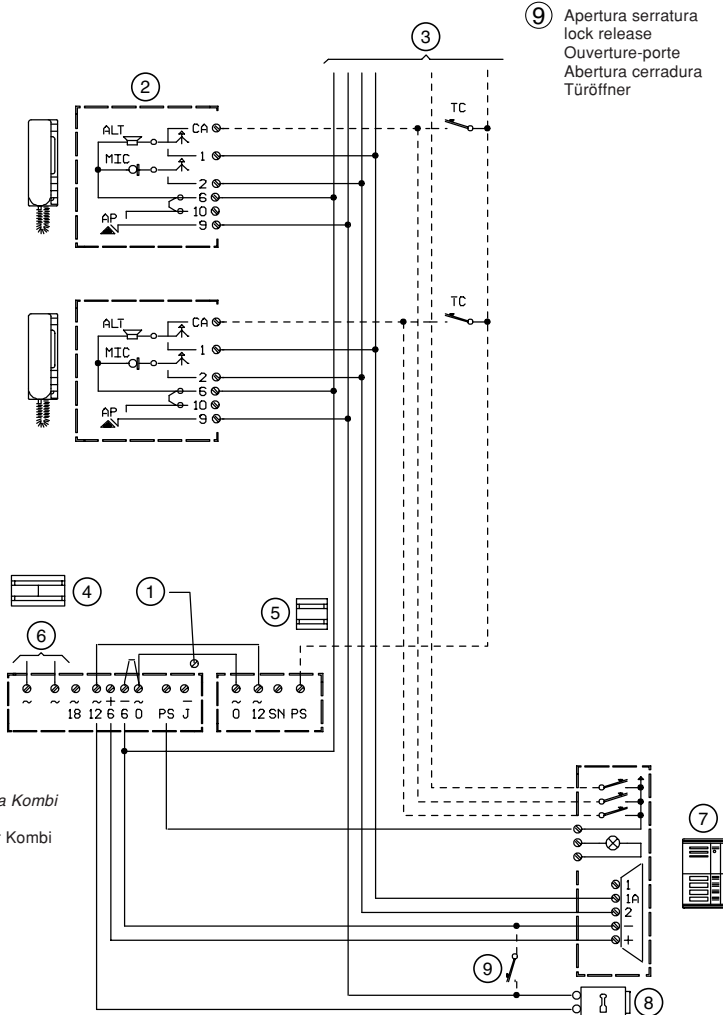 9 Apertura serratura
lock release
Ouverture-porte
Abertura cerradura
Türöffner
3
2
TC
ALT
CA
MIC
1
2
6
10
AP
9
TC
ALT
CA
MIC
1
2
6
10
AP
9
4
1
5
6
~ ~ ~ ~ + − ~ −
18 12 6 6 0 PS J
~ ~
0 12 SN PS
a Kombi
Kombi
7
1
1A
2
−
+
9
8